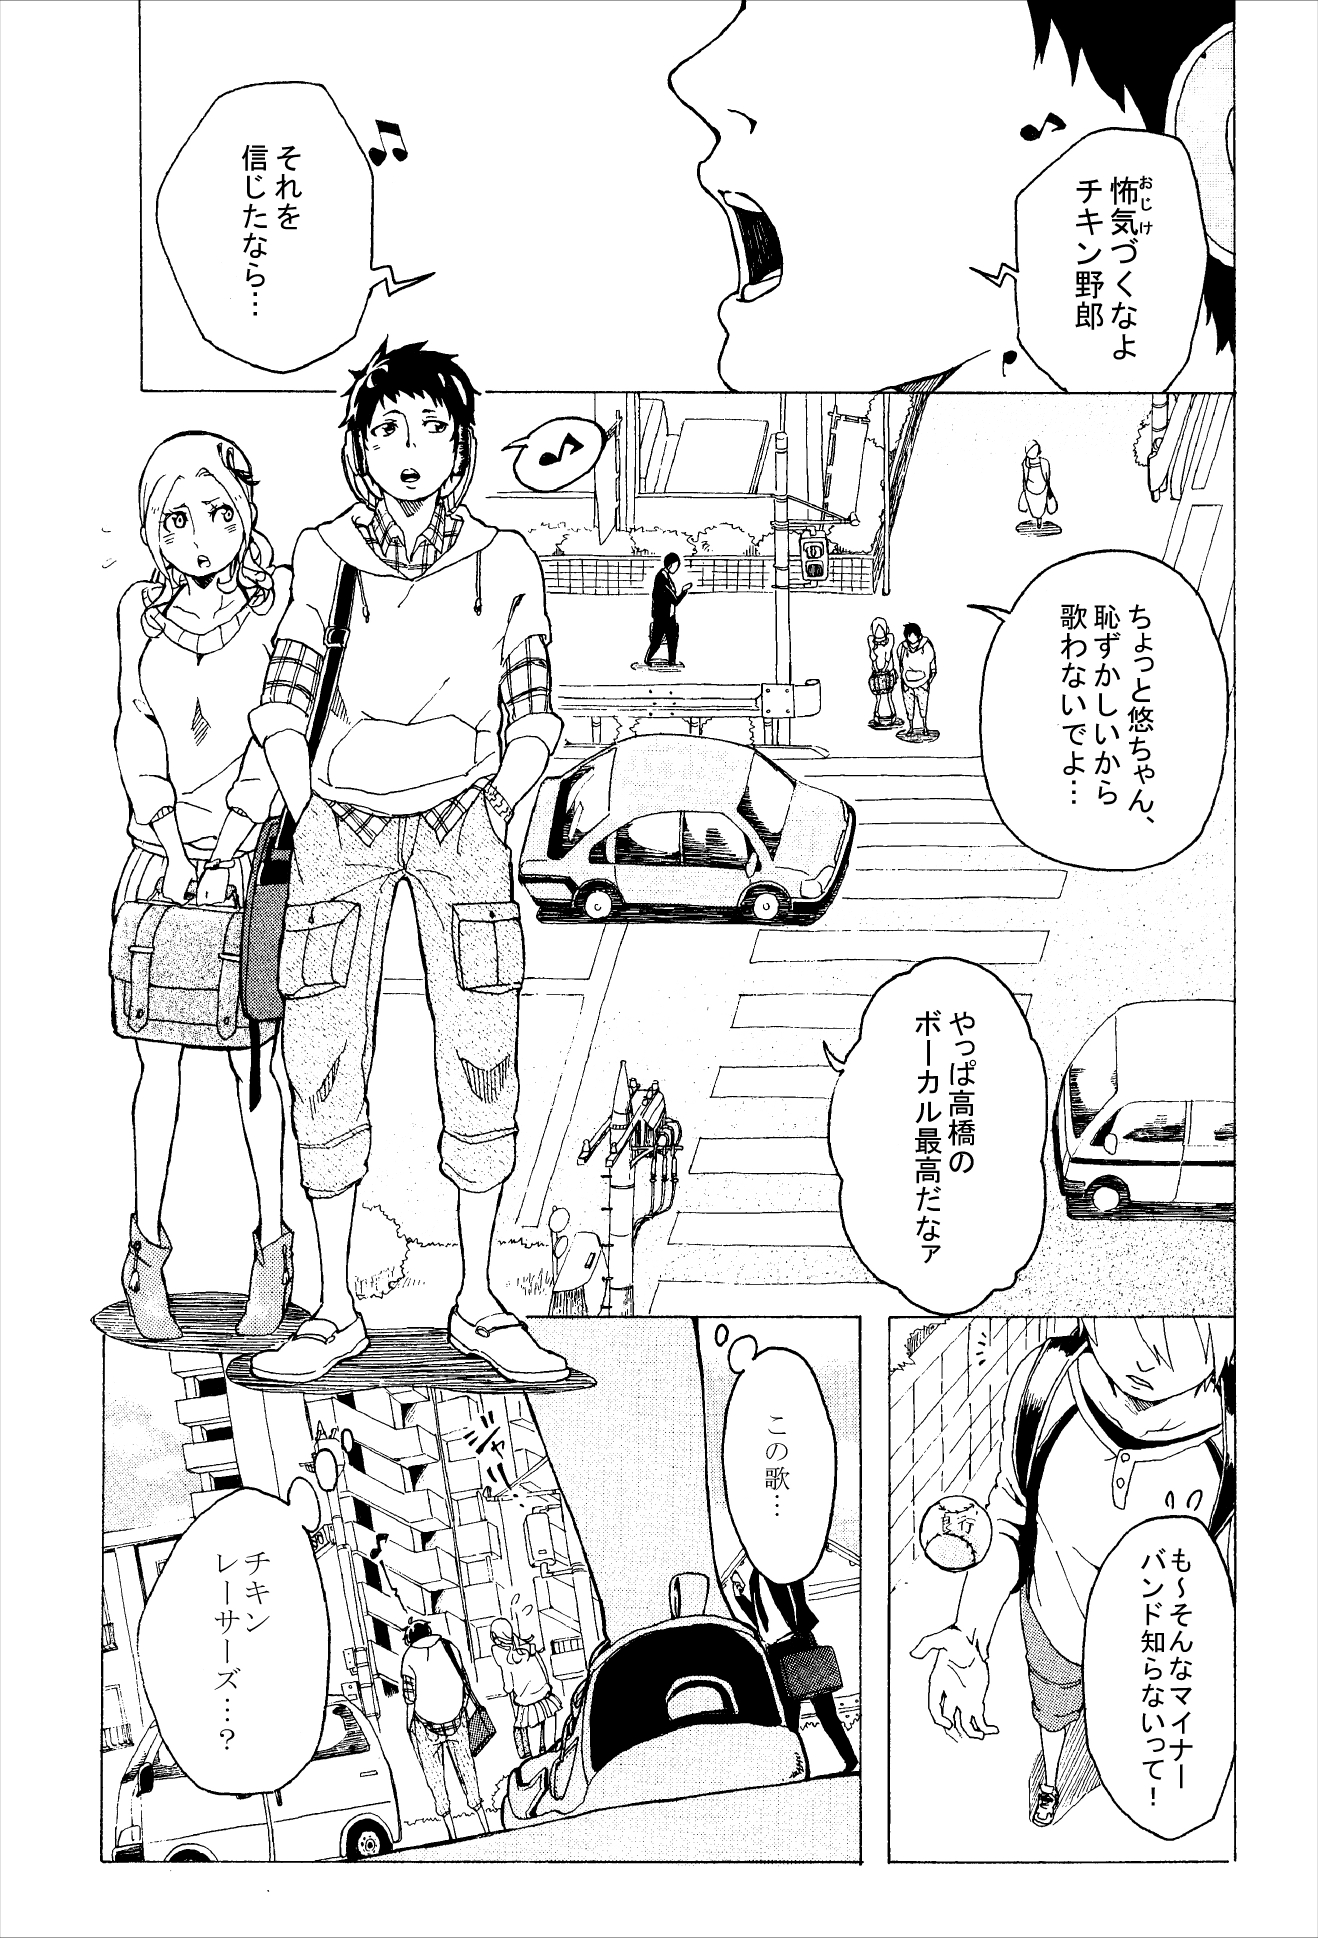 怖気づくなよ
おじけ
チキン野郎
それを
信じたなら…
ちょっと悠ちゃん、
恥ずかしいから
歌わないでよ…
やっぱ高橋の
ボーカル最高だなァ
も～そんなマイナー
バンド知らないって！
この歌…
チキン
レーサーズ…？